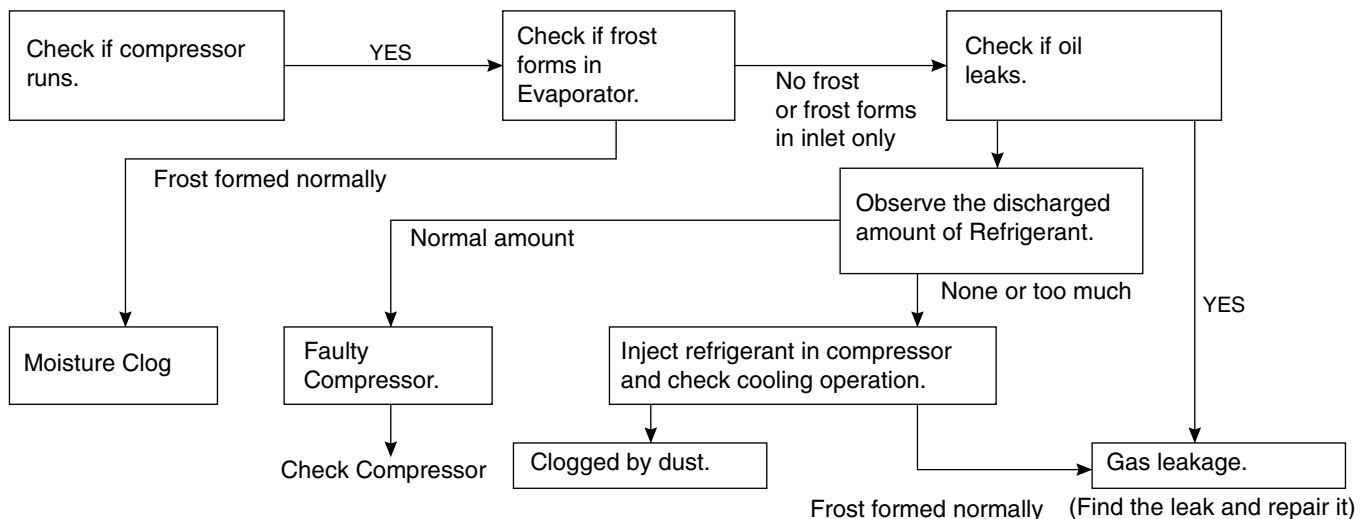 Check if compressor
runs.
YES
Check if frost
forms in
Evaporator.
No frost
or frost forms
in inlet only
Check if oil
leaks.
Frost formed normally
Observe the discharged
amount of Refrigerant.
Normal amount
None or too much
YES
Moisture Clog
Faulty
Compressor.
Inject refrigerant in compressor
and check cooling operation.
Check Compressor
Clogged by dust.
Gas leakage.
Frost formed normally
(Find the leak and repair it)